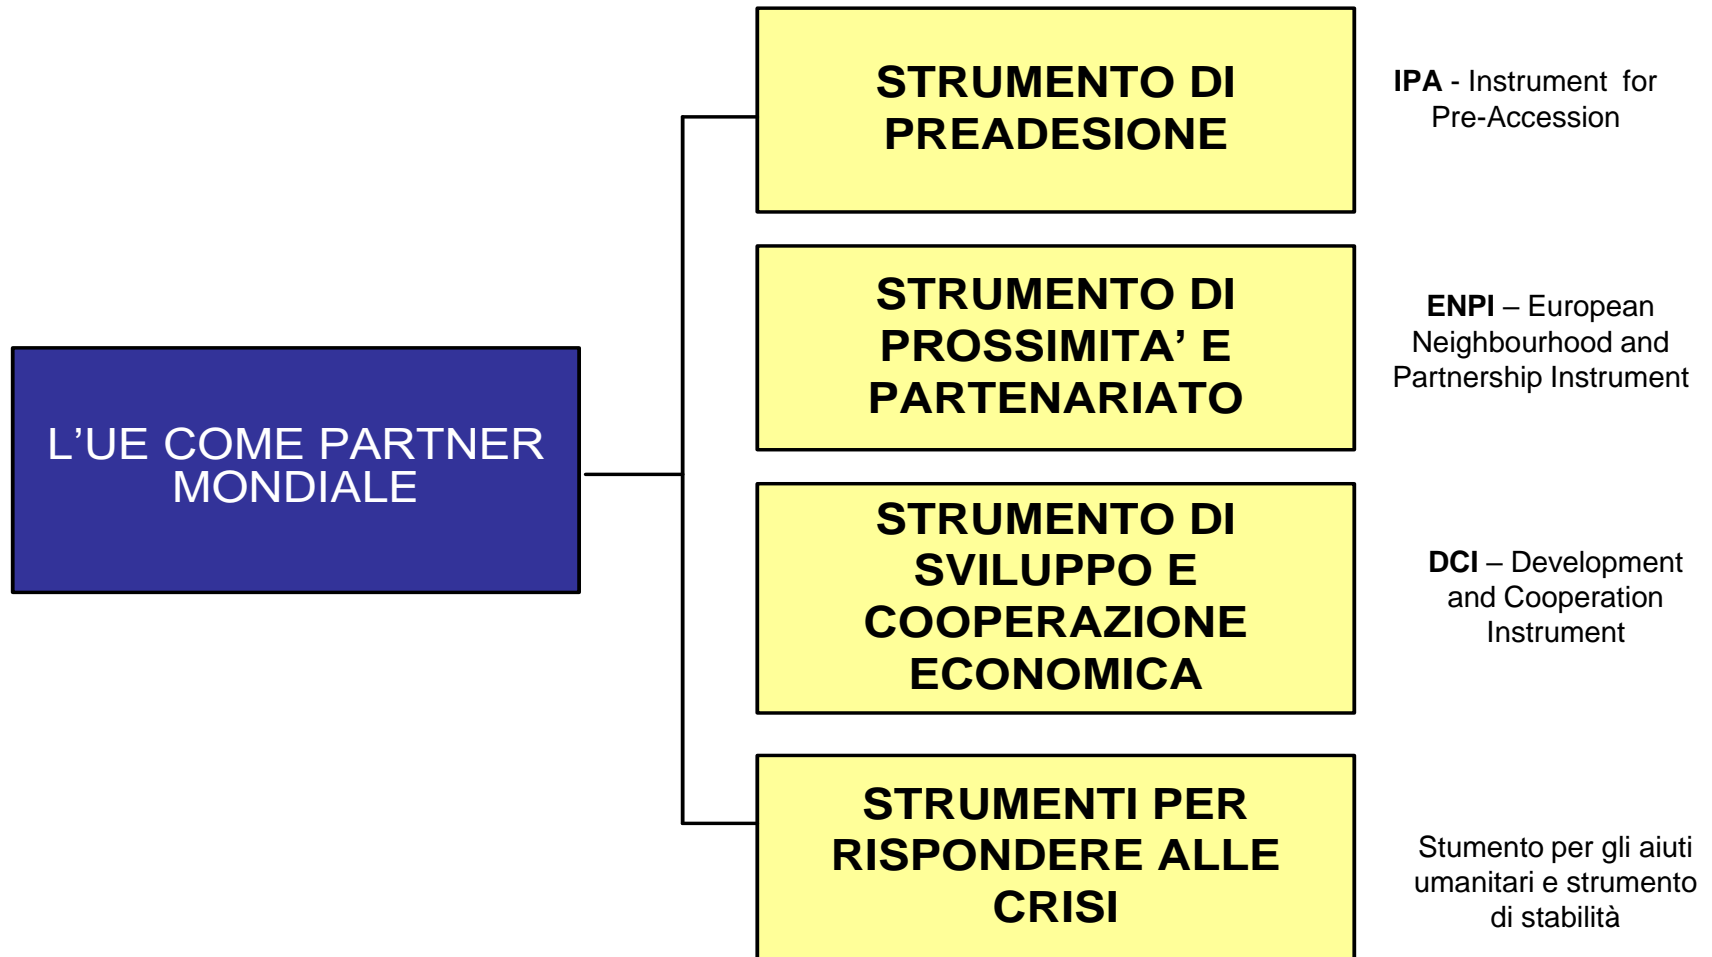 L’UE COME PARTNER
MONDIALE
STRUMENTO DI
PREADESIONE
IPA - Instrument for
Pre-Accession
STRUMENTO DI
PROSSIMITA’ E
PARTENARIATO
ENPI – European
Neighbourhood and
Partnership Instrument
STRUMENTO DI
SVILUPPO E
COOPERAZIONE
ECONOMICA
DCI – Development
and Cooperation
Instrument
STRUMENTI PER
RISPONDERE ALLE
CRISI
Stumento per gli aiuti
umanitari e strumento
di stabilità